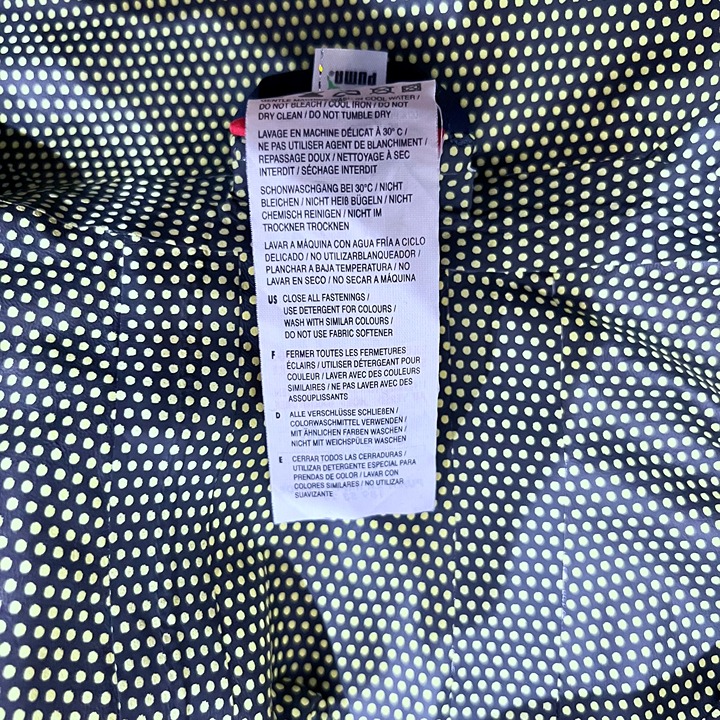 PUMA
GENTLE MACHINE WASH IN COOL WATER /
DO NOT BLEACH / COOL IRON / DO NOT
DRY CLEAN / DO NOT TUMBLE DRY
LAVAGE EN MACHINE DÉLICAT À 30° C /
NE PAS UTILISER AGENT DE BLANCHIMENT /
REPASSAGE DOUX / NETTOYAGE À SEC
INTERDIT / SÉCHAGE INTERDIT
SCHONWASCHGANG BEI 30°C / NICHT
BLEICHEN / NICHT HEIß BÜGELN / NICHT
CHEMISCH REINIGEN / NICHT IM
TROCKNER TROCKNEN
LAVAR A MÁQUINA CON AGUA FRÍA A CICLO
DELICADO / NO UTILIZARBLANQUEADOR /
PLANCHAR A BAJA TEMPERATURA / NO
LAVAR EN SECO / NO SECAR A MÁQUINA
US CLOSE ALL FASTENINGS /
USE DETERGENT FOR COLOURS /
WASH WITH SIMILAR COLOURS /
DO NOT USE FABRIC SOFTENER
F FERMER TOUTES LES FERMETURES
ÉCLAIRS / UTILISER DÉTERGEANT POUR
COULEUR / LAVER AVEC DES COULEURS
SIMILAIRES / NE PAS LAVER AVEC DES
ASSOUPLISSANTS
D ALLE VERSCHLÜSSE SCHLIEßEN /
COLORWASCHMITTEL VERWENDEN /
MIT ÄHNLICHEN FARBEN WASCHEN /
NICHT MIT WEICHSPÜLER WASCHEN
E CERRAR TODOS LAS CERRADURAS /
UTILIZAR DETERGENTE ESPECIAL PARA
PRENDAS DE COLOR / LAVAR CON
COLORES SIMILARES / NO UTILIZAR
SUAVIZANTE